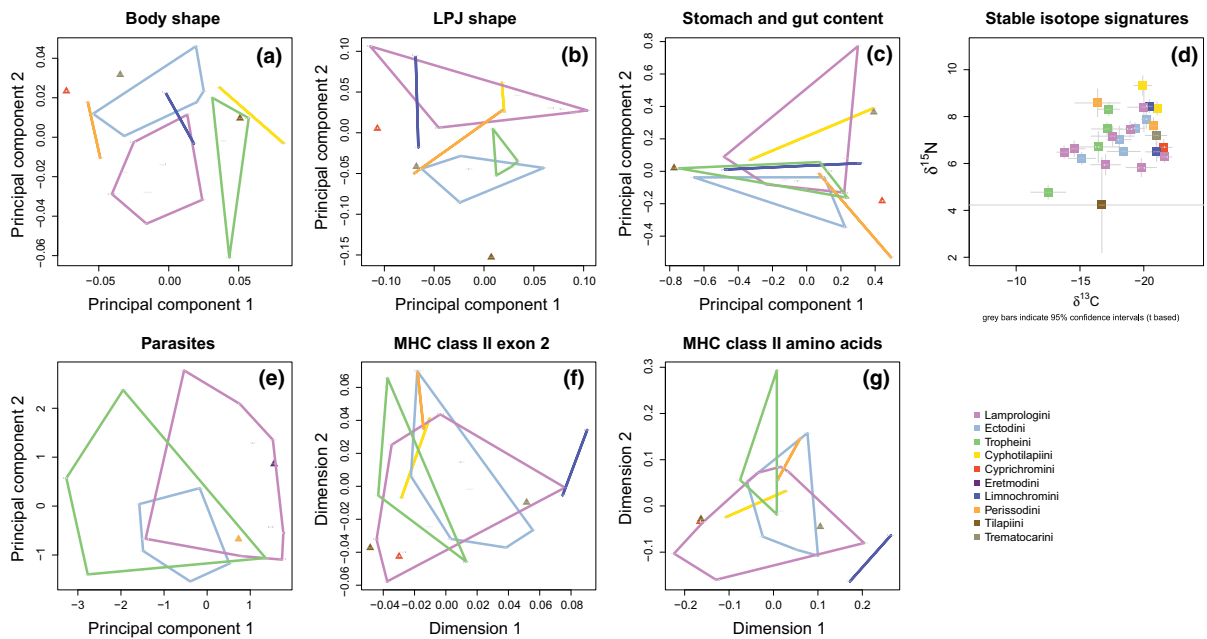 Body shape
LPJ shape
Stomach and gut content
Stable isotope signatures
(a)
Principal component 2
−0.06 −0.04 −0.02 0.00 0.02 0.04
−0.05 0.00 0.05
Principal component 1
(b)
Principal component 2
−0.15 −0.10 −0.05 0.00 0.05 0.10
−0.10 −0.05 0.00 0.05 0.10
Principal component 1
(c)
Principal component 2
−0.4 −0.2 0.0 0.2 0.4 0.6 0.8
−0.8 −0.6 −0.4 −0.2 0.0 0.2 0.4
Principal component 1
(d)
δ15N
2 4 6 8 10
−10 −15 −20
δ13C
grey bars indicate 95% confidence intervals (t based)
Parasites
MHC class II exon 2
MHC class II amino acids
(e)
Principal component 2
−1 0 1 2
−3 −2 −1 0 1
Principal component 1
(f)
Dimension 2
−0.06 −0.04 −0.02 0.00 0.02 0.04 0.06
−0.04 −0.04 0.00 0.02 0.04 0.06 0.08
Dimension 1
(g)
Dimension 2
−0.1 0.0 0.1 0.2 0.3
−0.2 −0.1 0.0 0.1 0.2
Dimension 1
Lamprologini
Ectodini
Tropheini
Cyphotilapiini
Cyprichromini
Eretmodini
Limnochromini
Perissodini
Tilapiini
Trematocarini